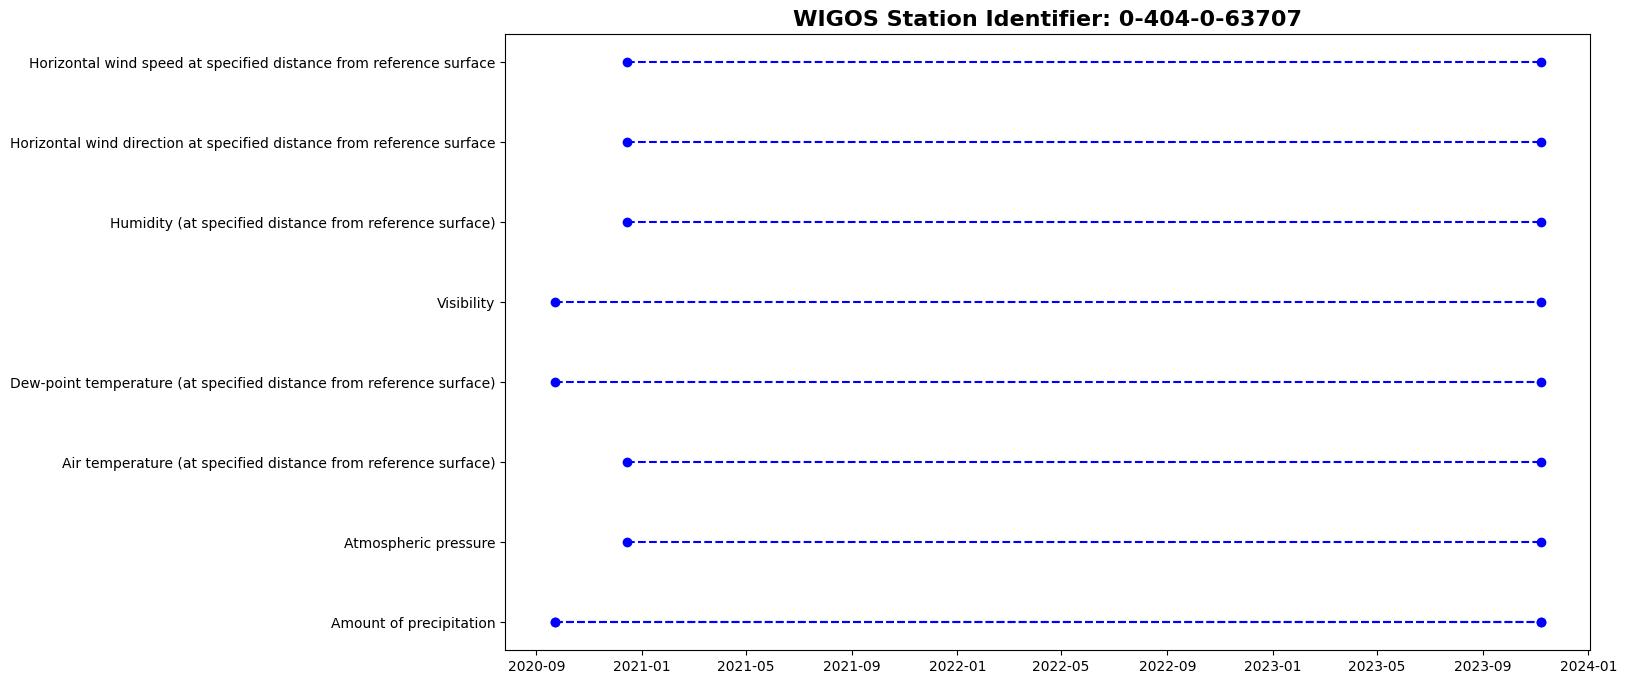 WIGOS Station Identifier: 0-404-0-63707
Horizontal wind speed at specified distance from reference surface
Horizontal wind direction at specified distance from reference surface
Humidity (at specified distance from reference surface)
Visibility
Dew-point temperature (at specified distance from reference surface)
Air temperature (at specified distance from reference surface)
Atmospheric pressure
Amount of precipitation
2020-09 2021-01 2021-05 2021-09 2022-01 2022-05 2022-09 2023-01 2023-05 2023-09 2024-01